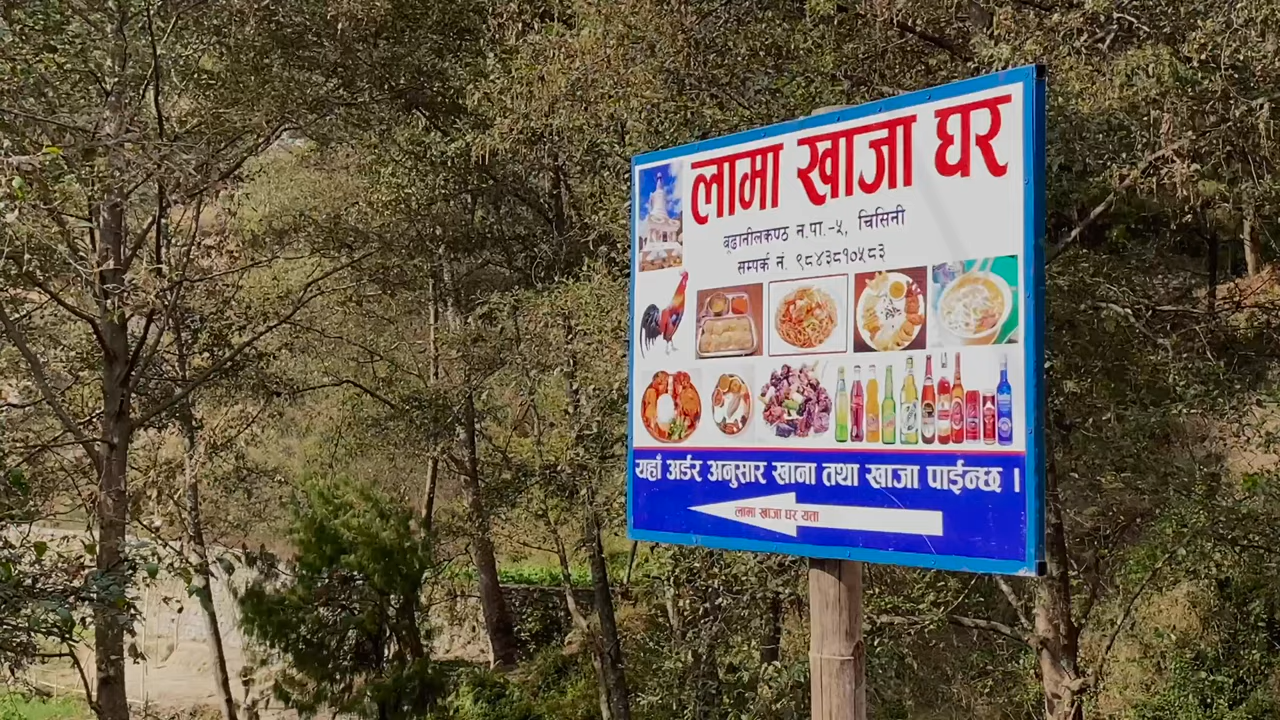 लामा खाजा घर
बूढानीलकण्ठ न.पा.-५, चिसिनी
सम्पर्क नं. ९८४३८१०५८३
यहाँ अर्डर अनुसार खाना तथा खाजा पाईन्छ ।
लामा खाजा घर यता